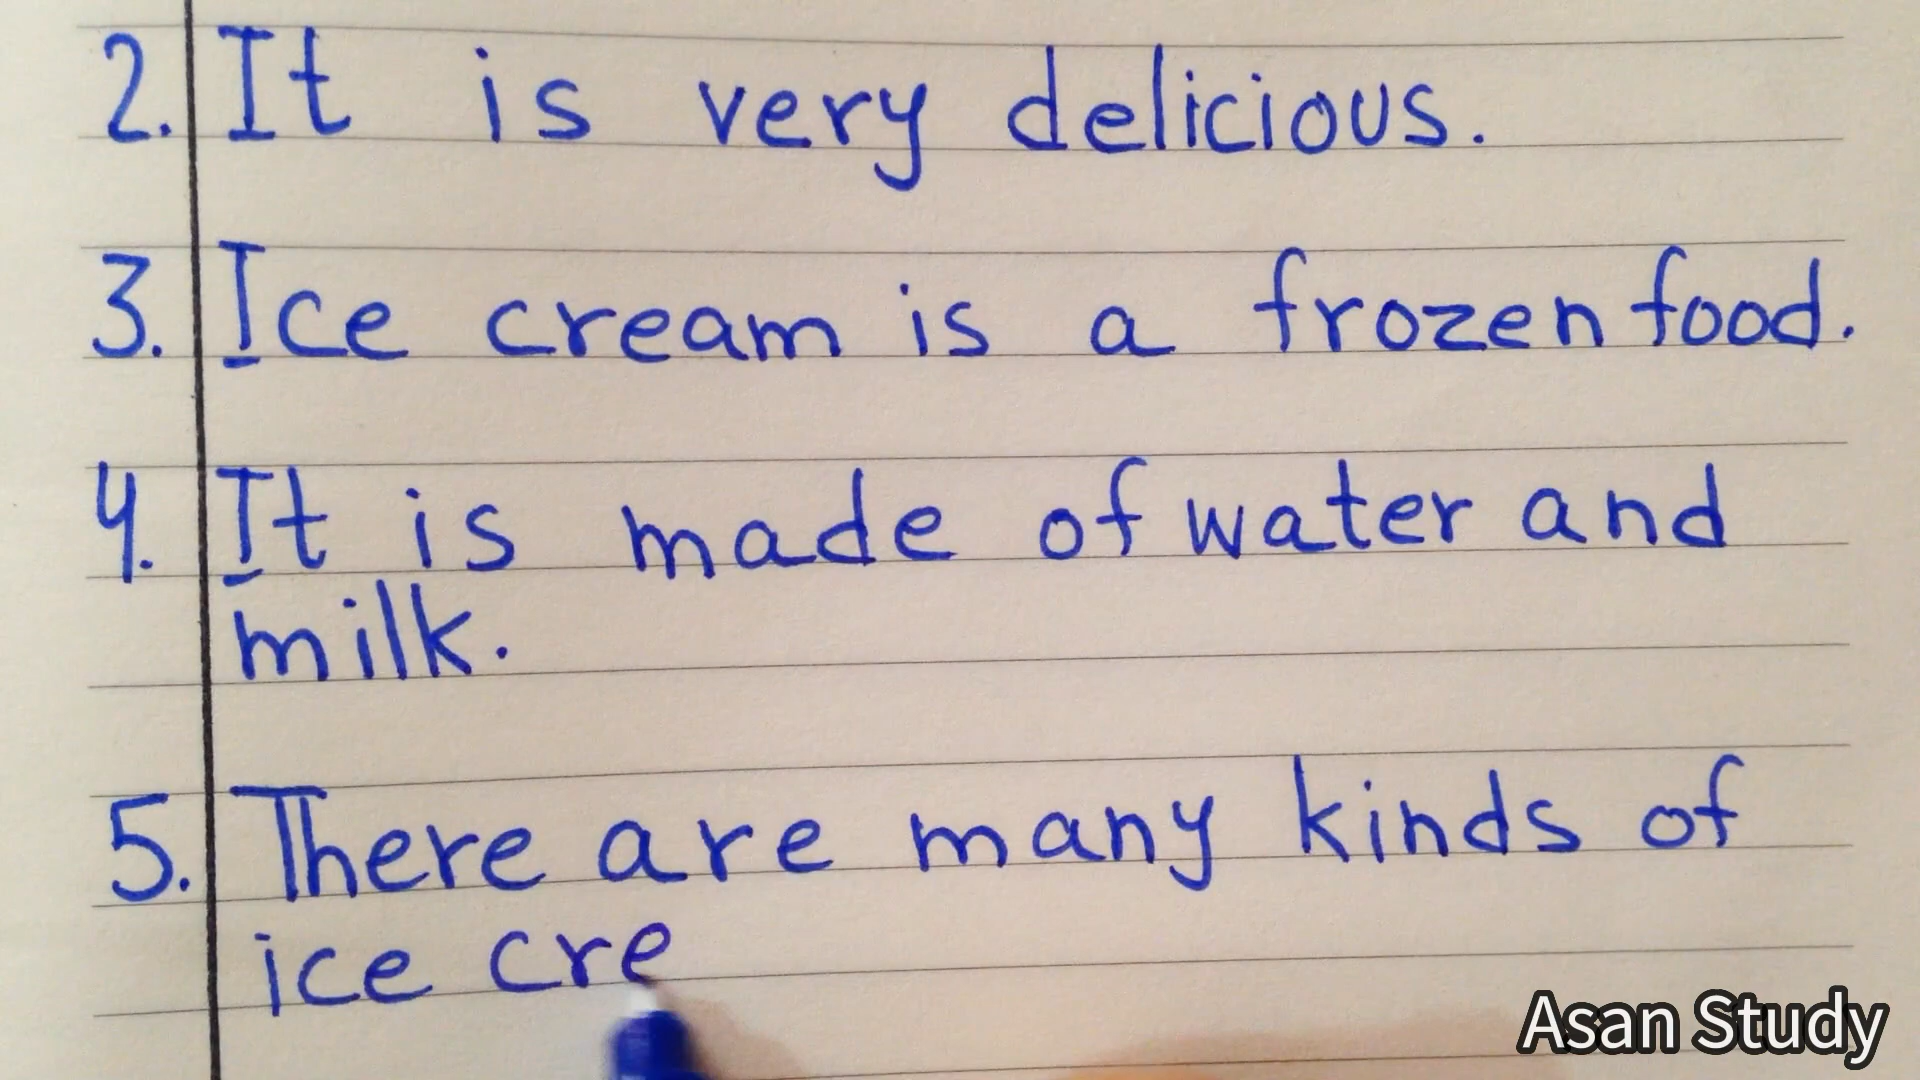 2. It is very delicious.
3. Ice cream is a frozen food.
4. It is made of water and
milk.
5. There are many kinds of
ice cre
Asan Study